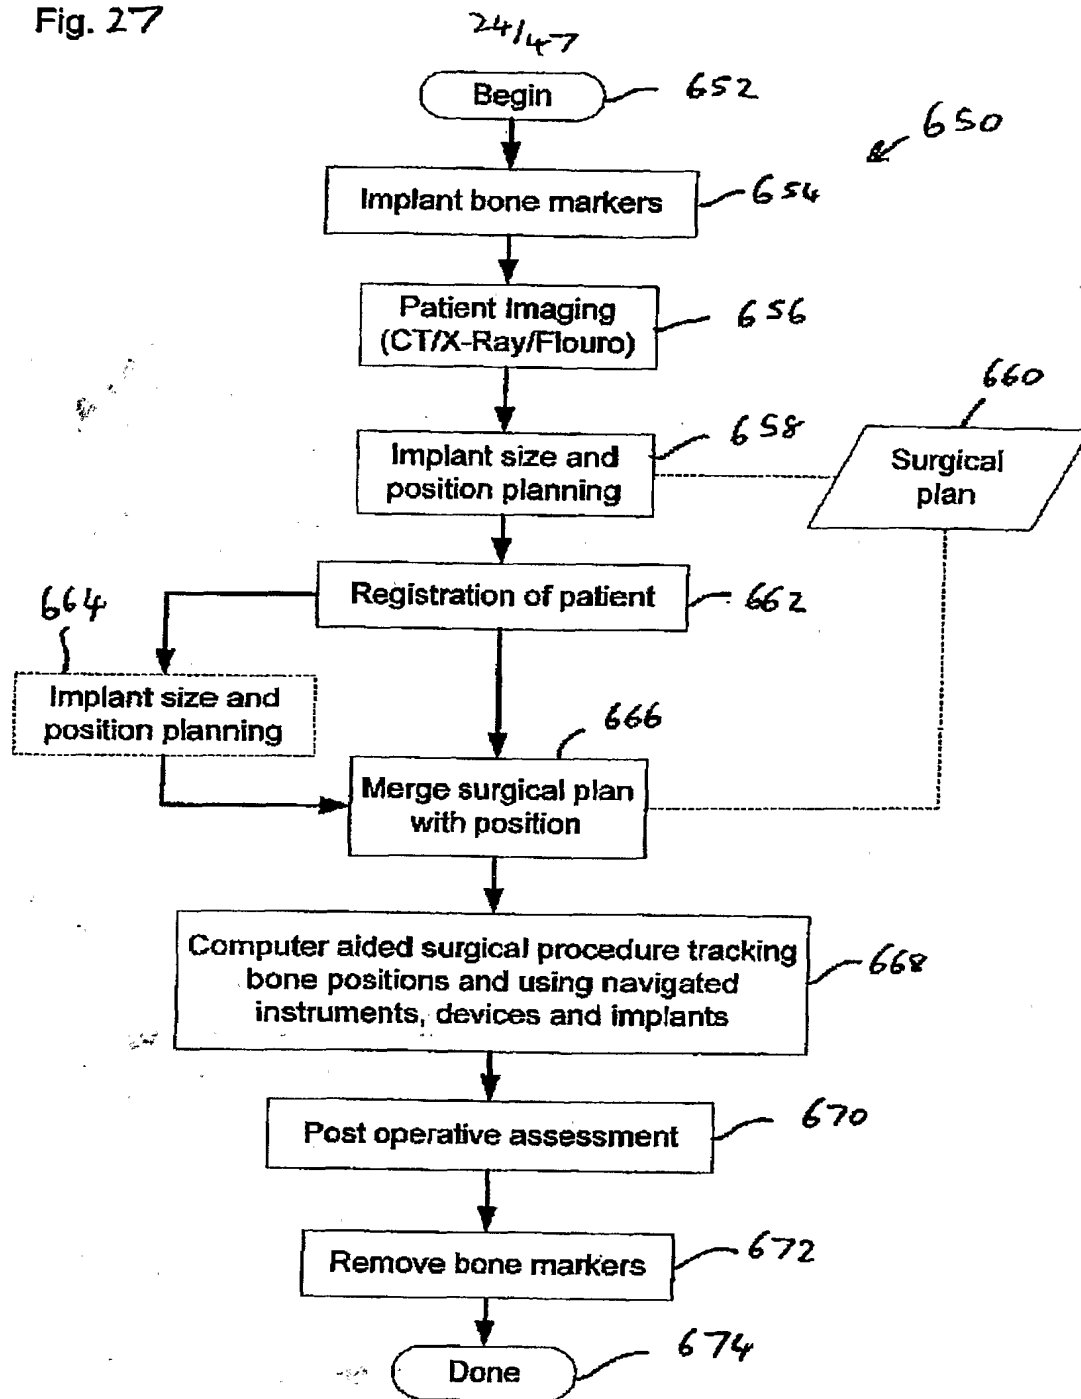 Fig. 27
24/47
Begin
652
650
Implant bone markers
654
Patient Imaging
(CT/X-Ray/Flouro)
656
660
658
Implant size and
position planning
Surgical
plan
Registration of patient
662
664
Implant size and
position planning
666
Merge surgical plan
with position
Computer aided surgical procedure tracking
bone positions and using navigated
instruments, devices and implants
668
Post operative assessment
670
Remove bone markers
672
Done
674